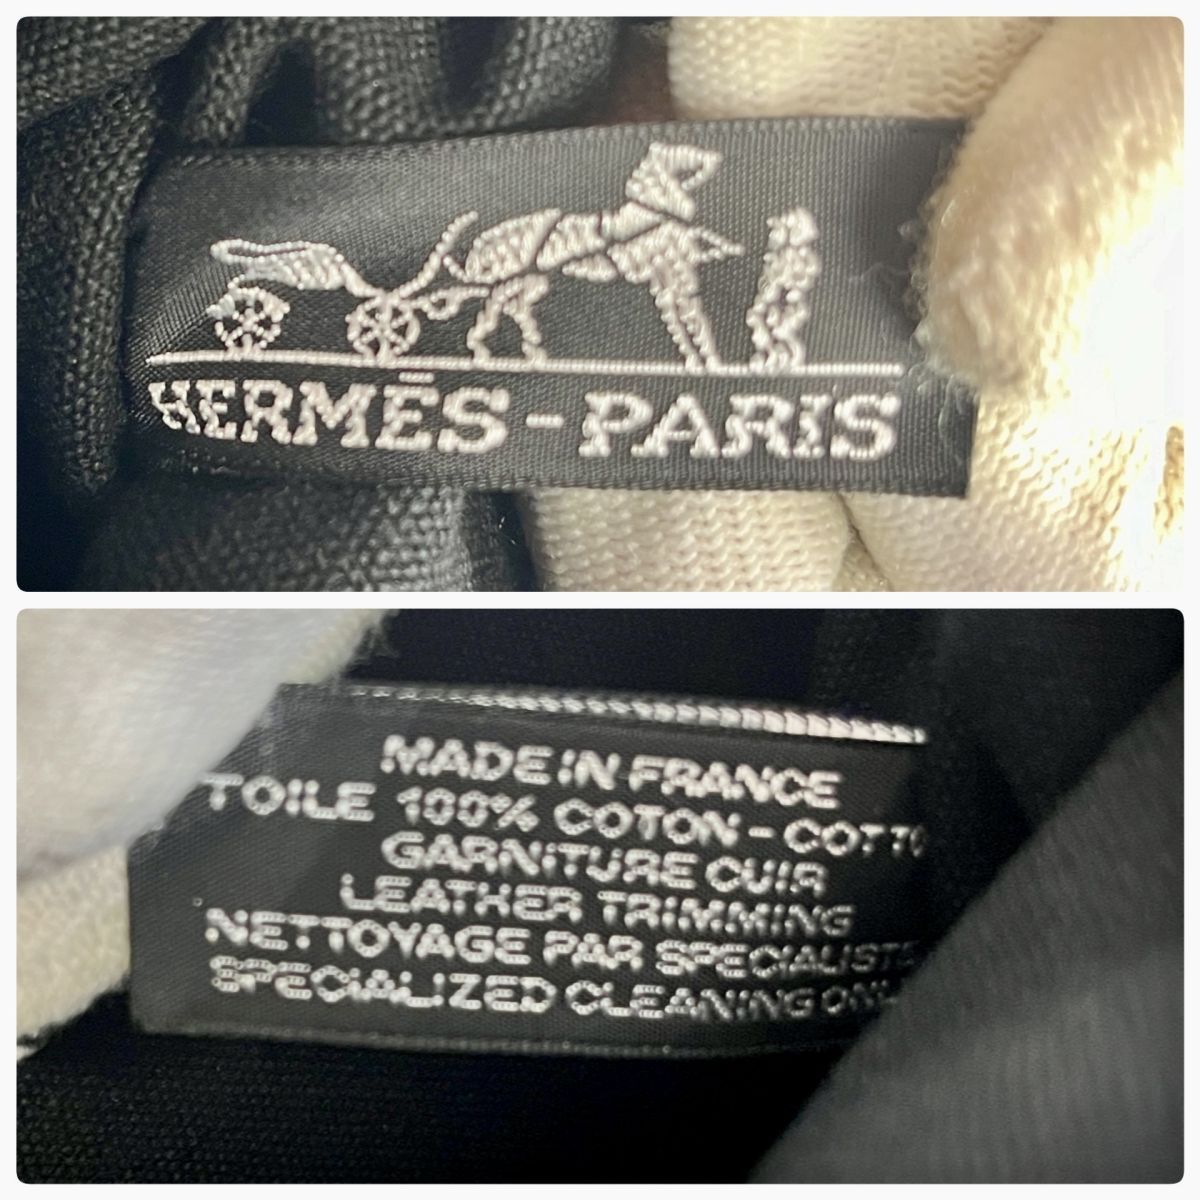 HERMÈS-PARIS
MADE IN FRANCE
TOILE 100% COTON - COTTO
GARNITURE CUIR
LEATHER TRIMMING
NETTOYAGE PAR SPECIALISTE
SPECIALIZED CLEANING ONL